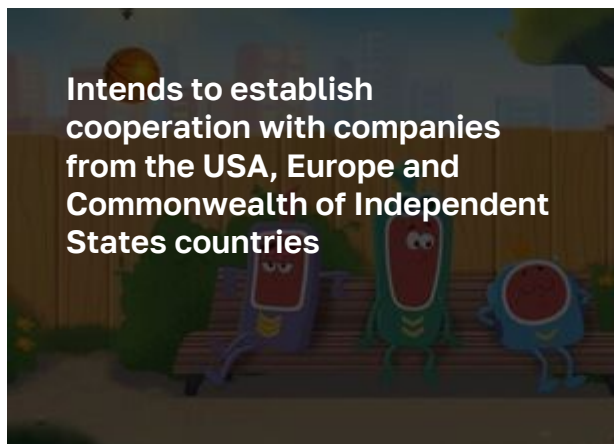 Intends to establish
cooperation with companies
from the USA, Europe and
Commonwealth of Independent
States countries